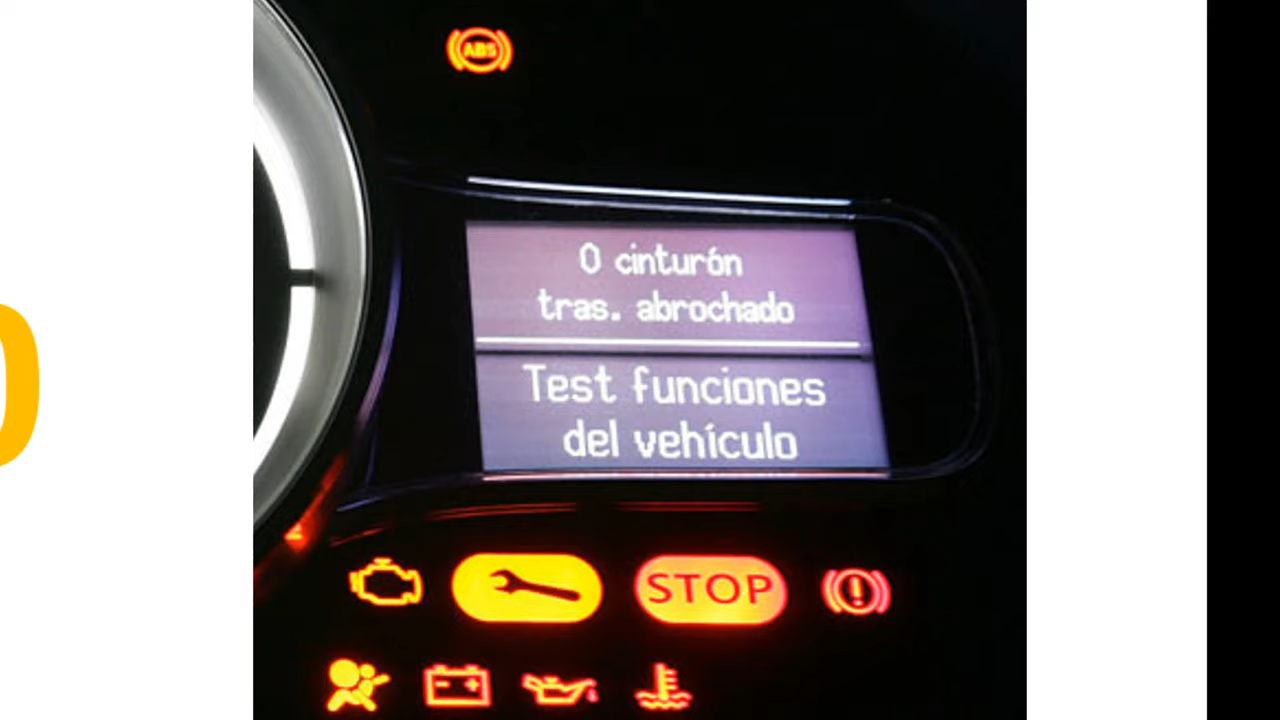 ABS
0 cinturón
tras. abrochado
Test funciones
del vehículo
STOP